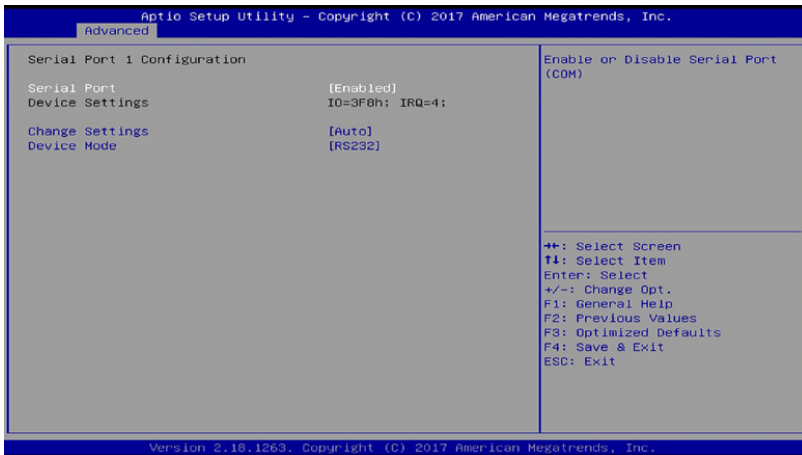 Aptio Setup Utility – Copyright (C) 2017 American Megatrends, Inc.
Advanced
Serial Port 1 Configuration
Serial Port [Enabled]
Device Settings IO=3F8h; IRQ=4;
Change Settings [Auto]
Device Mode [RS232]
Enable or Disable Serial Port
(COM)
→←: Select Screen
↑↓: Select Item
Enter: Select
+/-: Change Opt.
F1: General Help
F2: Previous Values
F3: Optimized Defaults
F4: Save & Exit
ESC: Exit
Version 2.18.1263. Copyright (C) 2017 American Megatrends, Inc.